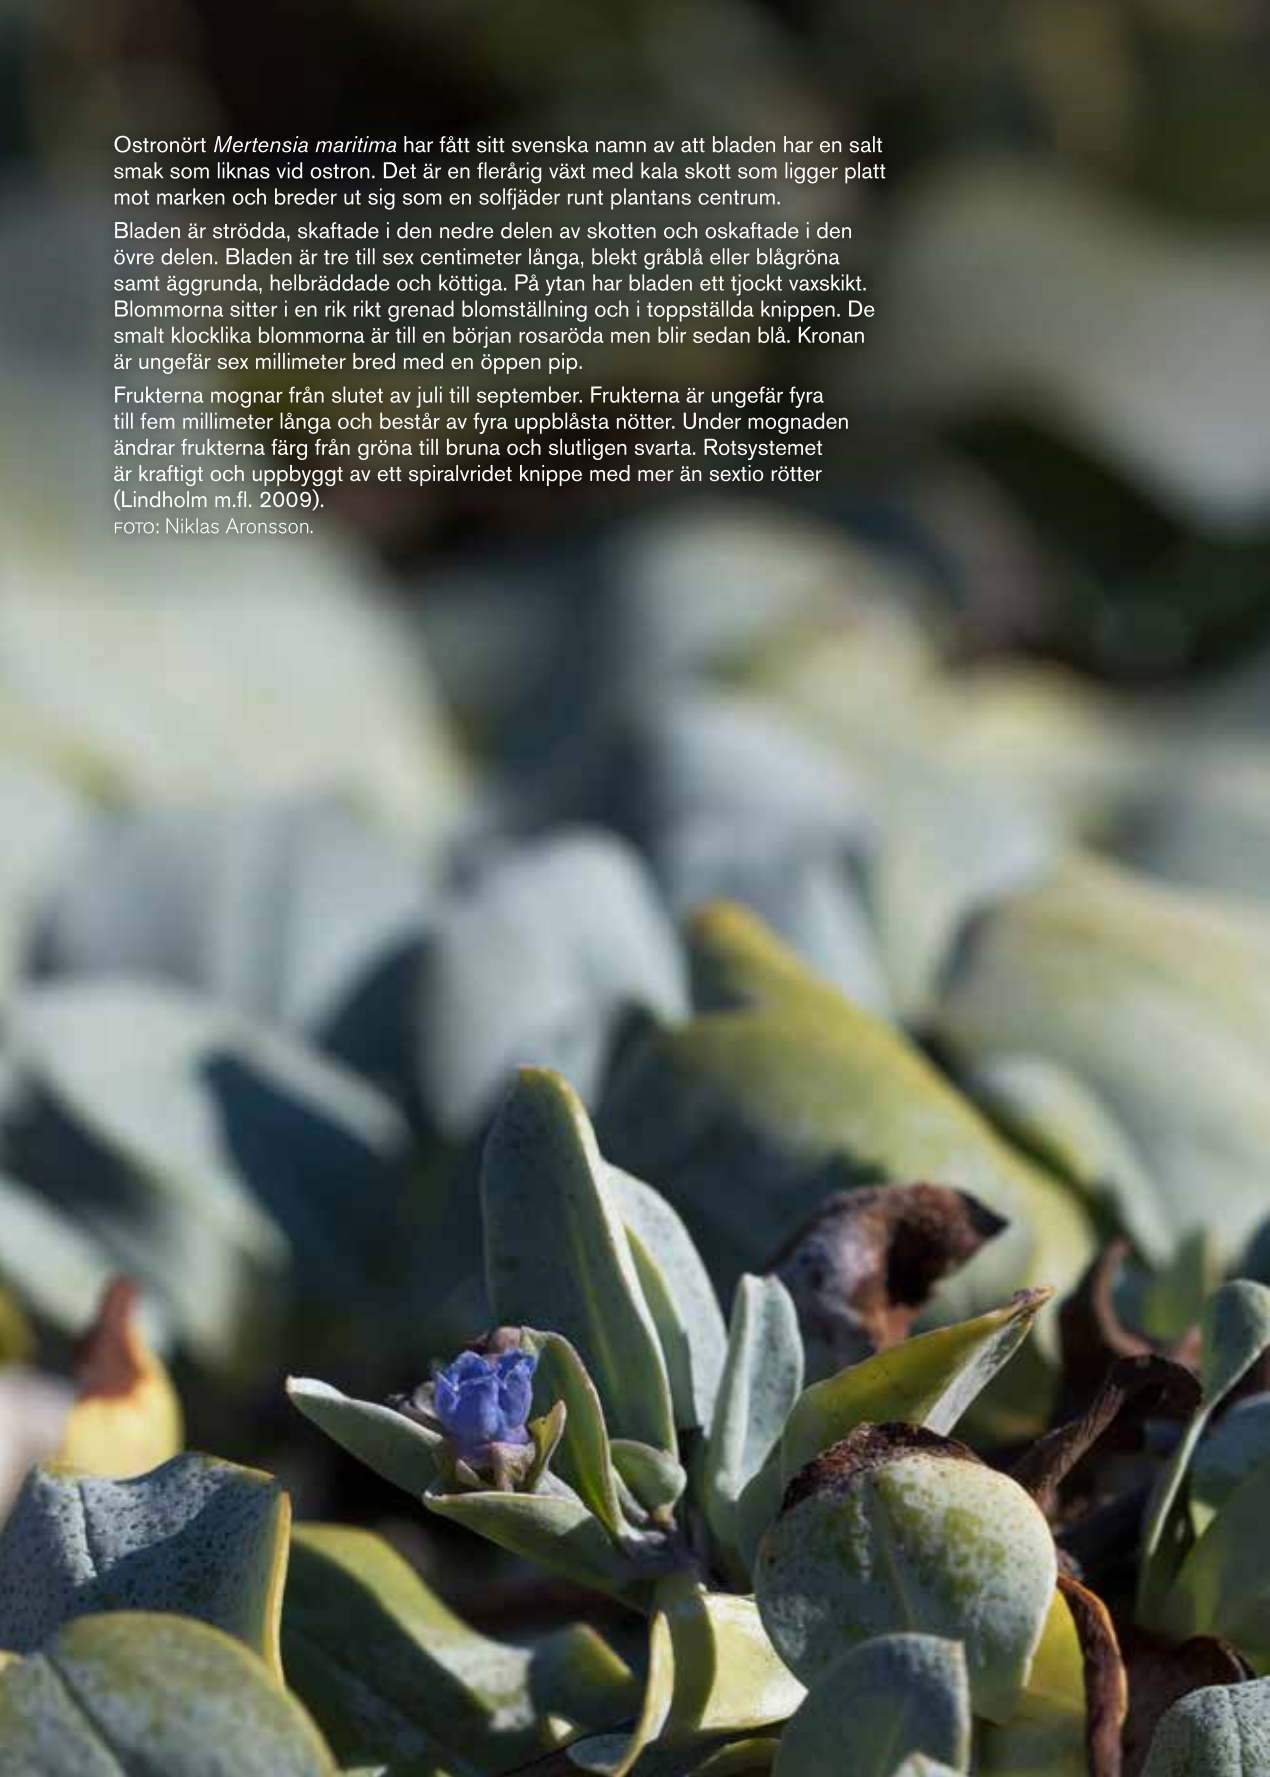 Ostronört Mertensia maritima har fått sitt svenska namn av att bladen har en salt
smak som liknas vid ostron. Det är en flerårig växt med kala skott som ligger platt
mot marken och breder ut sig som en solfjäder runt plantans centrum.
Bladen är strödda, skaftade i den nedre delen av skotten och oskaftade i den
övre delen. Bladen är tre till sex centimeter långa, blekt gråblå eller blågröna
samt äggrunda, helbräddade och köttiga. På ytan har bladen ett tjockt vaxskikt.
Blommorna sitter i en rik rikt grenad blomställning och i toppställda knippen. De
smalt klocklika blommorna är till en början rosaröda men blir sedan blå. Kronan
är ungefär sex millimeter bred med en öppen pip.
Frukterna mognar från slutet av juli till september. Frukterna är ungefär fyra
till fem millimeter långa och består av fyra uppblåsta nötter. Under mognaden
ändrar frukterna färg från gröna till bruna och slutligen svarta. Rotsystemet
är kraftigt och uppbyggt av ett spiralvridet knippe med mer än sextio rötter
(Lindholm m.fl. 2009).
FOTO: Niklas Aronsson.